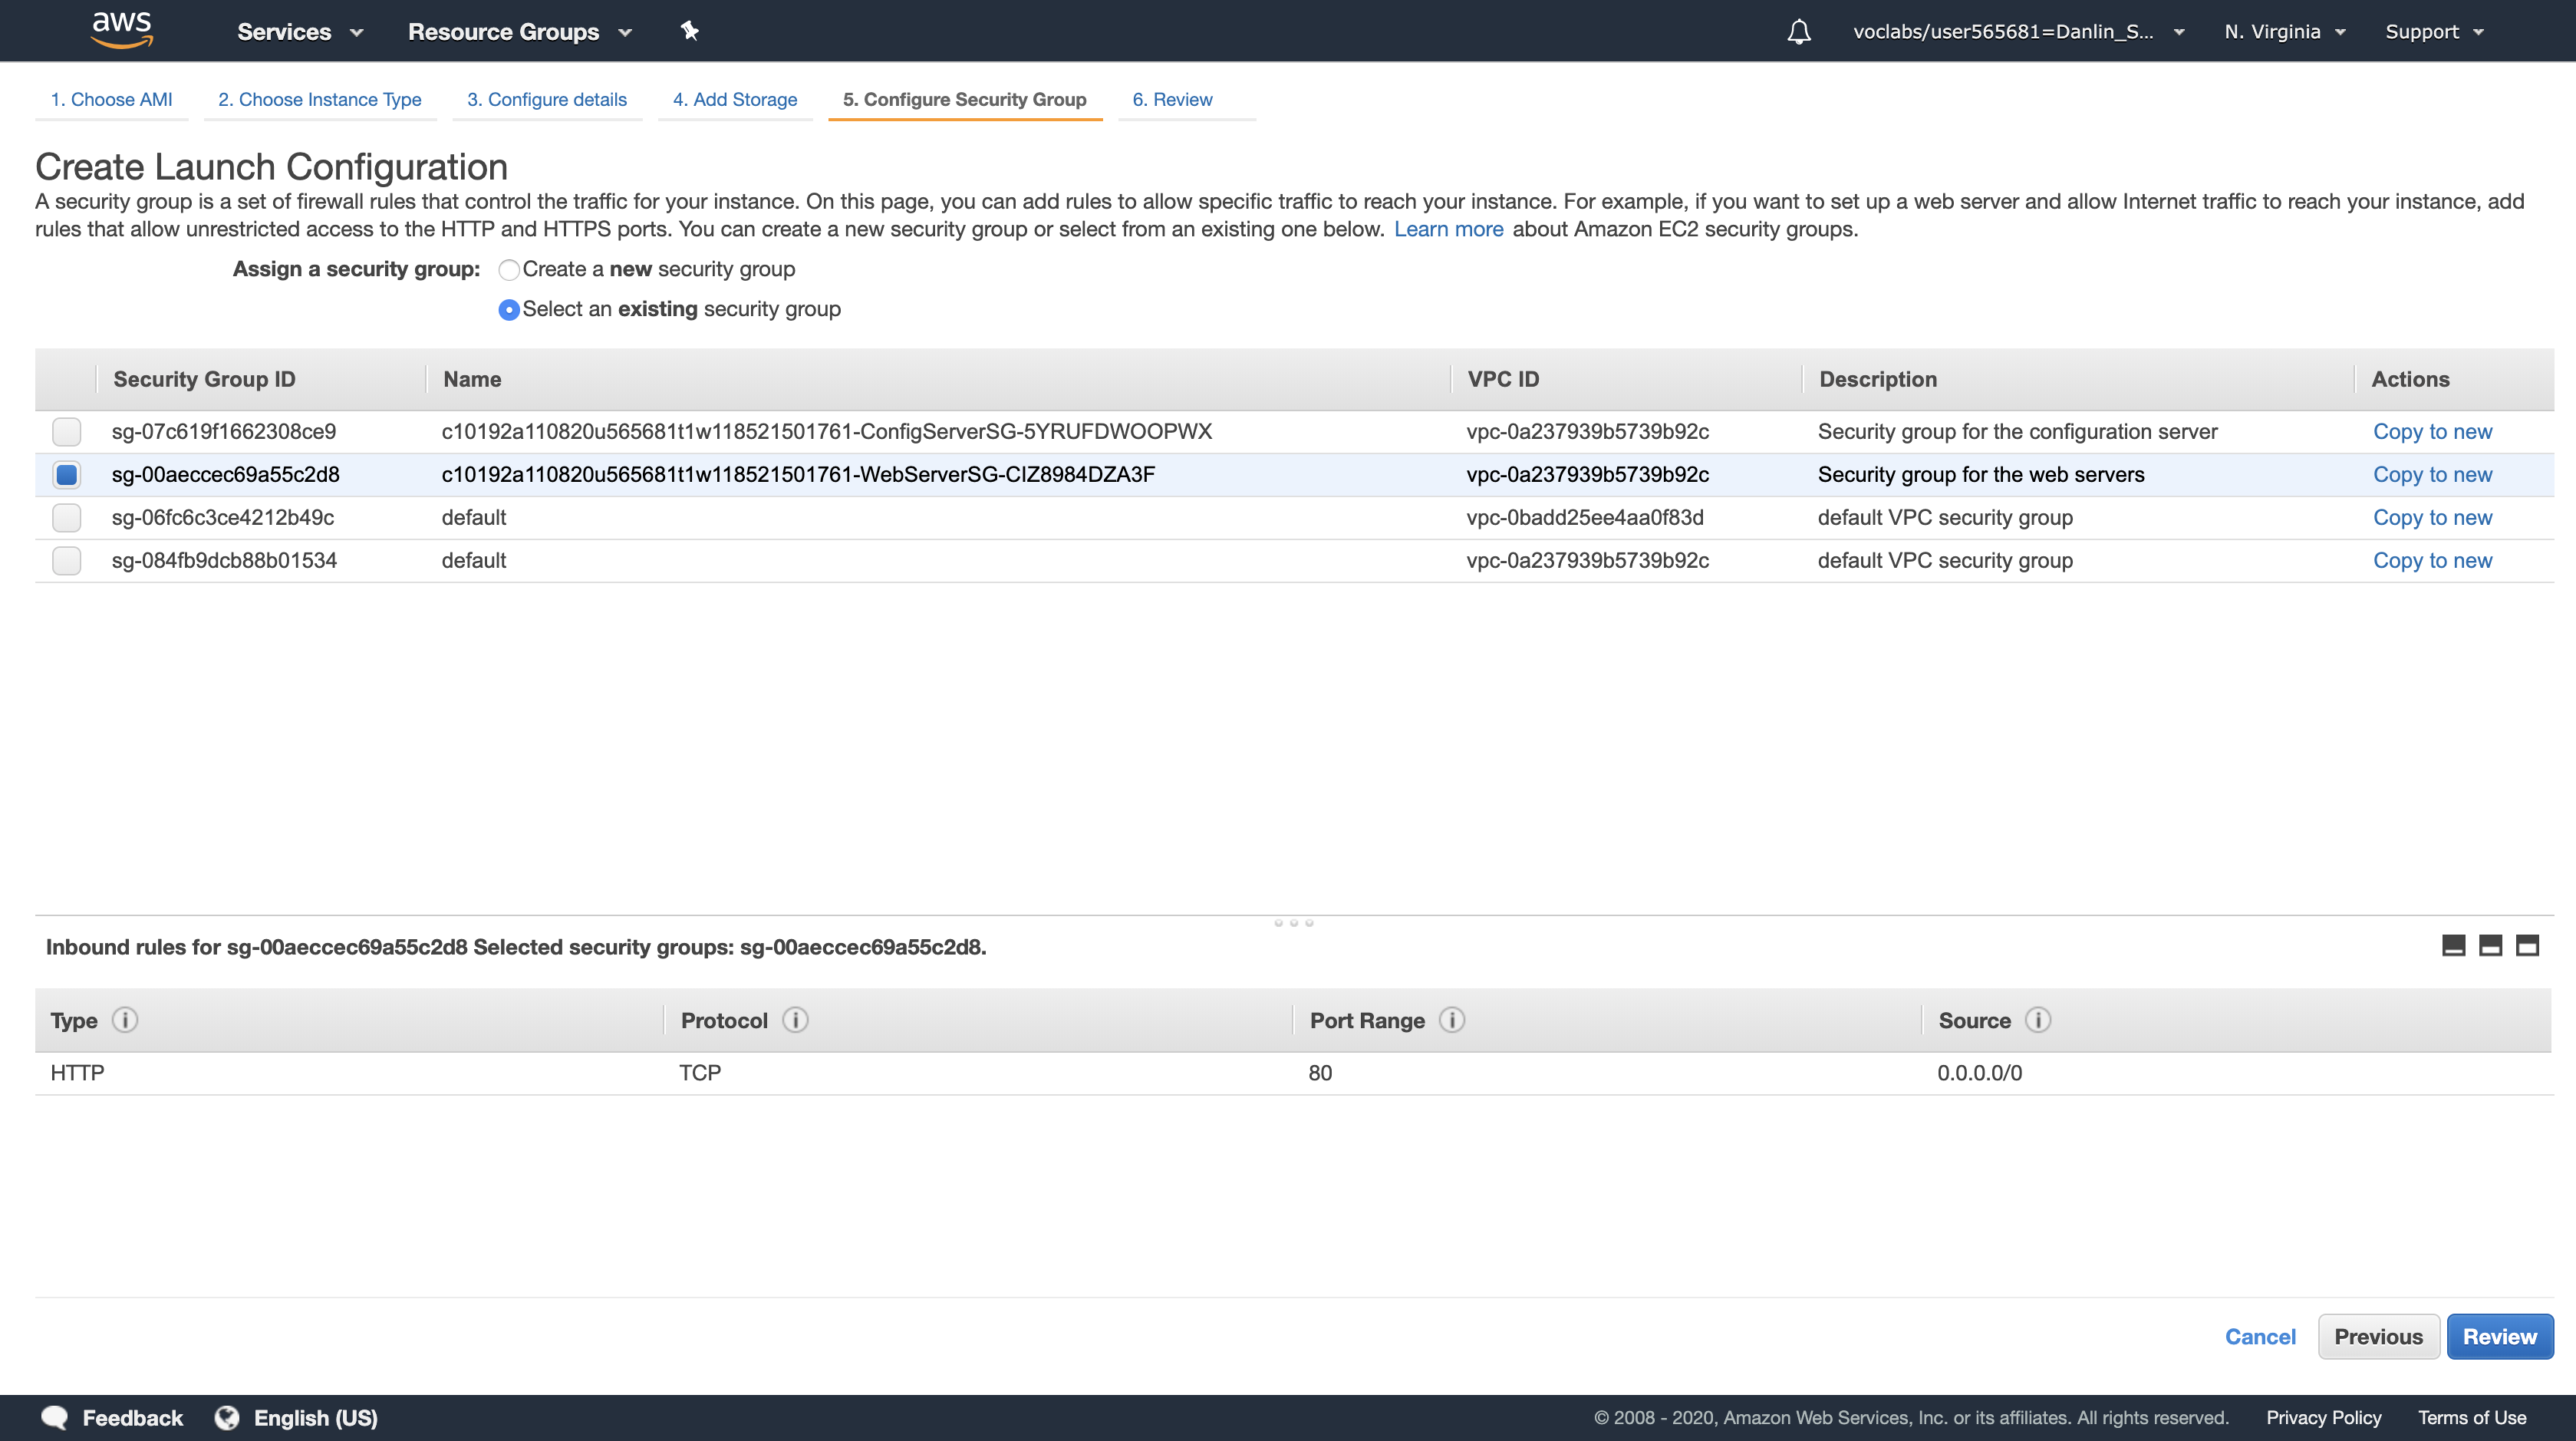 aws Services Resource Groups voclabs/user565681=Danlin_S... N. Virginia Support
1. Choose AMI 2. Choose Instance Type 3. Configure details 4. Add Storage 5. Configure Security Group 6. Review
Create Launch Configuration
A security group is a set of firewall rules that control the traffic for your instance. On this page, you can add rules to allow specific traffic to reach your instance. For example, if you want to set up a web server and allow Internet traffic to reach your instance, add
rules that allow unrestricted access to the HTTP and HTTPS ports. You can create a new security group or select from an existing one below. Learn more about Amazon EC2 security groups.
Assign a security group: Create a new security group
Select an existing security group
Security Group ID Name VPC ID Description Actions
sg-07c619f1662308ce9 c10192a110820u565681t1w118521501761-ConfigServerSG-5YRUFDWOOPWX vpc-0a237939b5739b92c Security group for the configuration server Copy to new
sg-00aeccec69a55c2d8 c10192a110820u565681t1w118521501761-WebServerSG-CIZ8984DZA3F vpc-0a237939b5739b92c Security group for the web servers Copy to new
sg-06fc6c3ce4212b49c default vpc-0badd25ee4aa0f83d default VPC security group Copy to new
sg-084fb9dcb88b01534 default vpc-0a237939b5739b92c default VPC security group Copy to new
Inbound rules for sg-00aeccec69a55c2d8 Selected security groups: sg-00aeccec69a55c2d8.
Type i Protocol i Port Range i Source i
HTTP TCP 80 0.0.0.0/0
Cancel Previous Review
Feedback English (US) © 2008 - 2020, Amazon Web Services, Inc. or its affiliates. All rights reserved. Privacy Policy Terms of Use